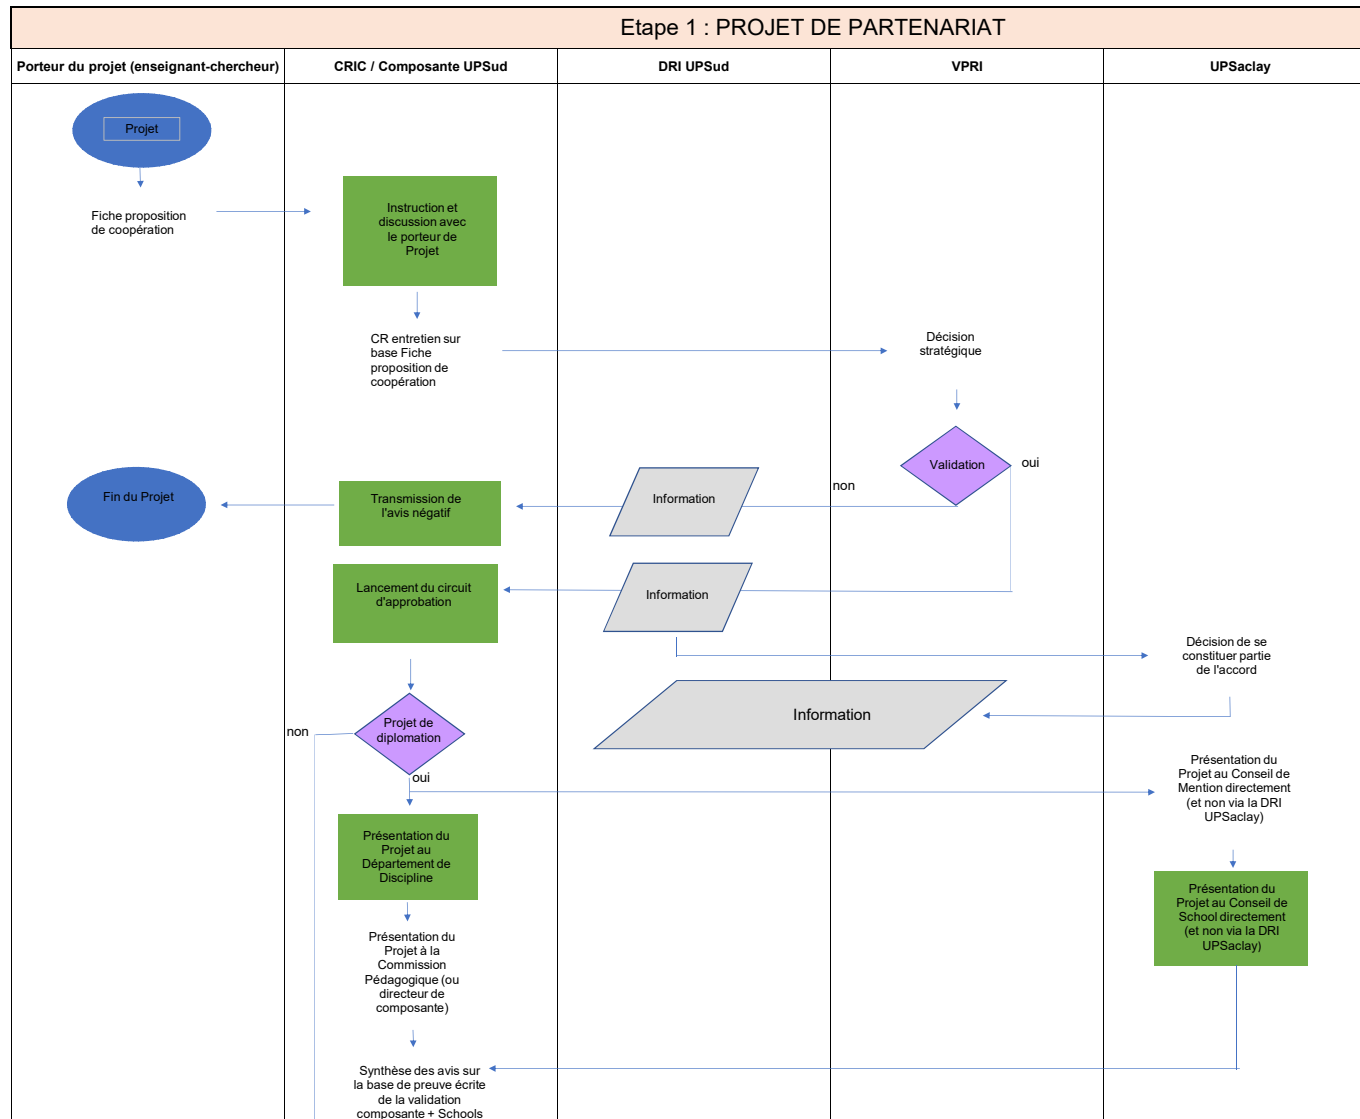 Etape 1 : PROJET DE PARTENARIAT
Porteur du projet (enseignant-chercheur)
CRIC / Composante UPSud
DRI UPSud
VPRI
UPSaclay
Projet
Fiche proposition
de coopération
Instruction et
discussion avec
le porteur de
Projet
CR entretien sur
base Fiche
proposition de
coopération
Décision
stratégique
Validation
oui
non
Information
Transmission de
l'avis négatif
Fin du Projet
Lancement du circuit
d'approbation
Information
Décision de se
constituer partie
de l'accord
Information
Projet de
diplomation
non
oui
Présentation du
Projet au Conseil de
Mention directement
(et non via la DRI
UPSaclay)
Présentation du
Projet au
Département de
Discipline
Présentation du
Projet au Conseil de
School directement
(et non via la DRI
UPSaclay)
Présentation du
Projet à la
Commission
Pédagogique (ou
directeur de
composante)
Synthèse des avis sur
la base de preuve écrite
de la validation
composante + Schools